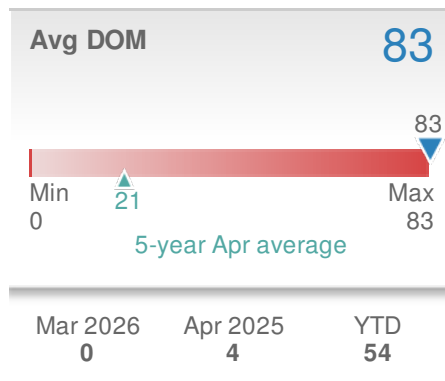 Avg DOM 83
83
Min 21 Max
0 83
5-year Apr average
Mar 2026 Apr 2025 YTD
0 4 54